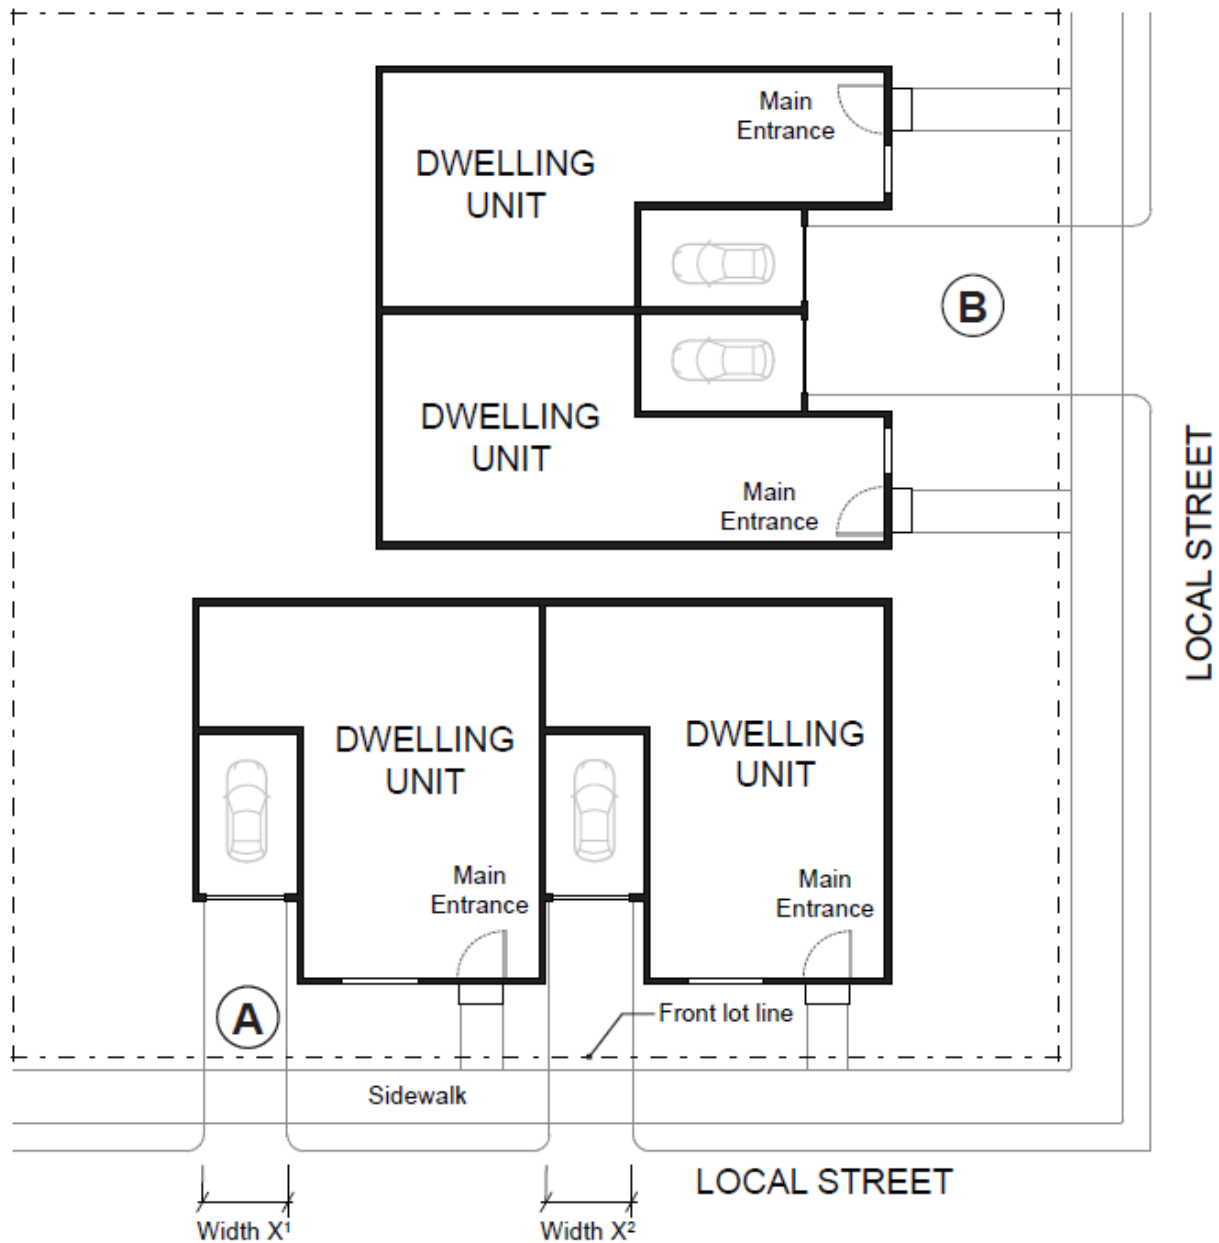 Main
Entrance
DWELLING
UNIT
B
DWELLING
UNIT
Main
Entrance
LOCAL STREET
DWELLING
UNIT
DWELLING
UNIT
Main
Entrance
Main
Entrance
A
Front lot line
Sidewalk
LOCAL STREET
Width X¹
Width X²